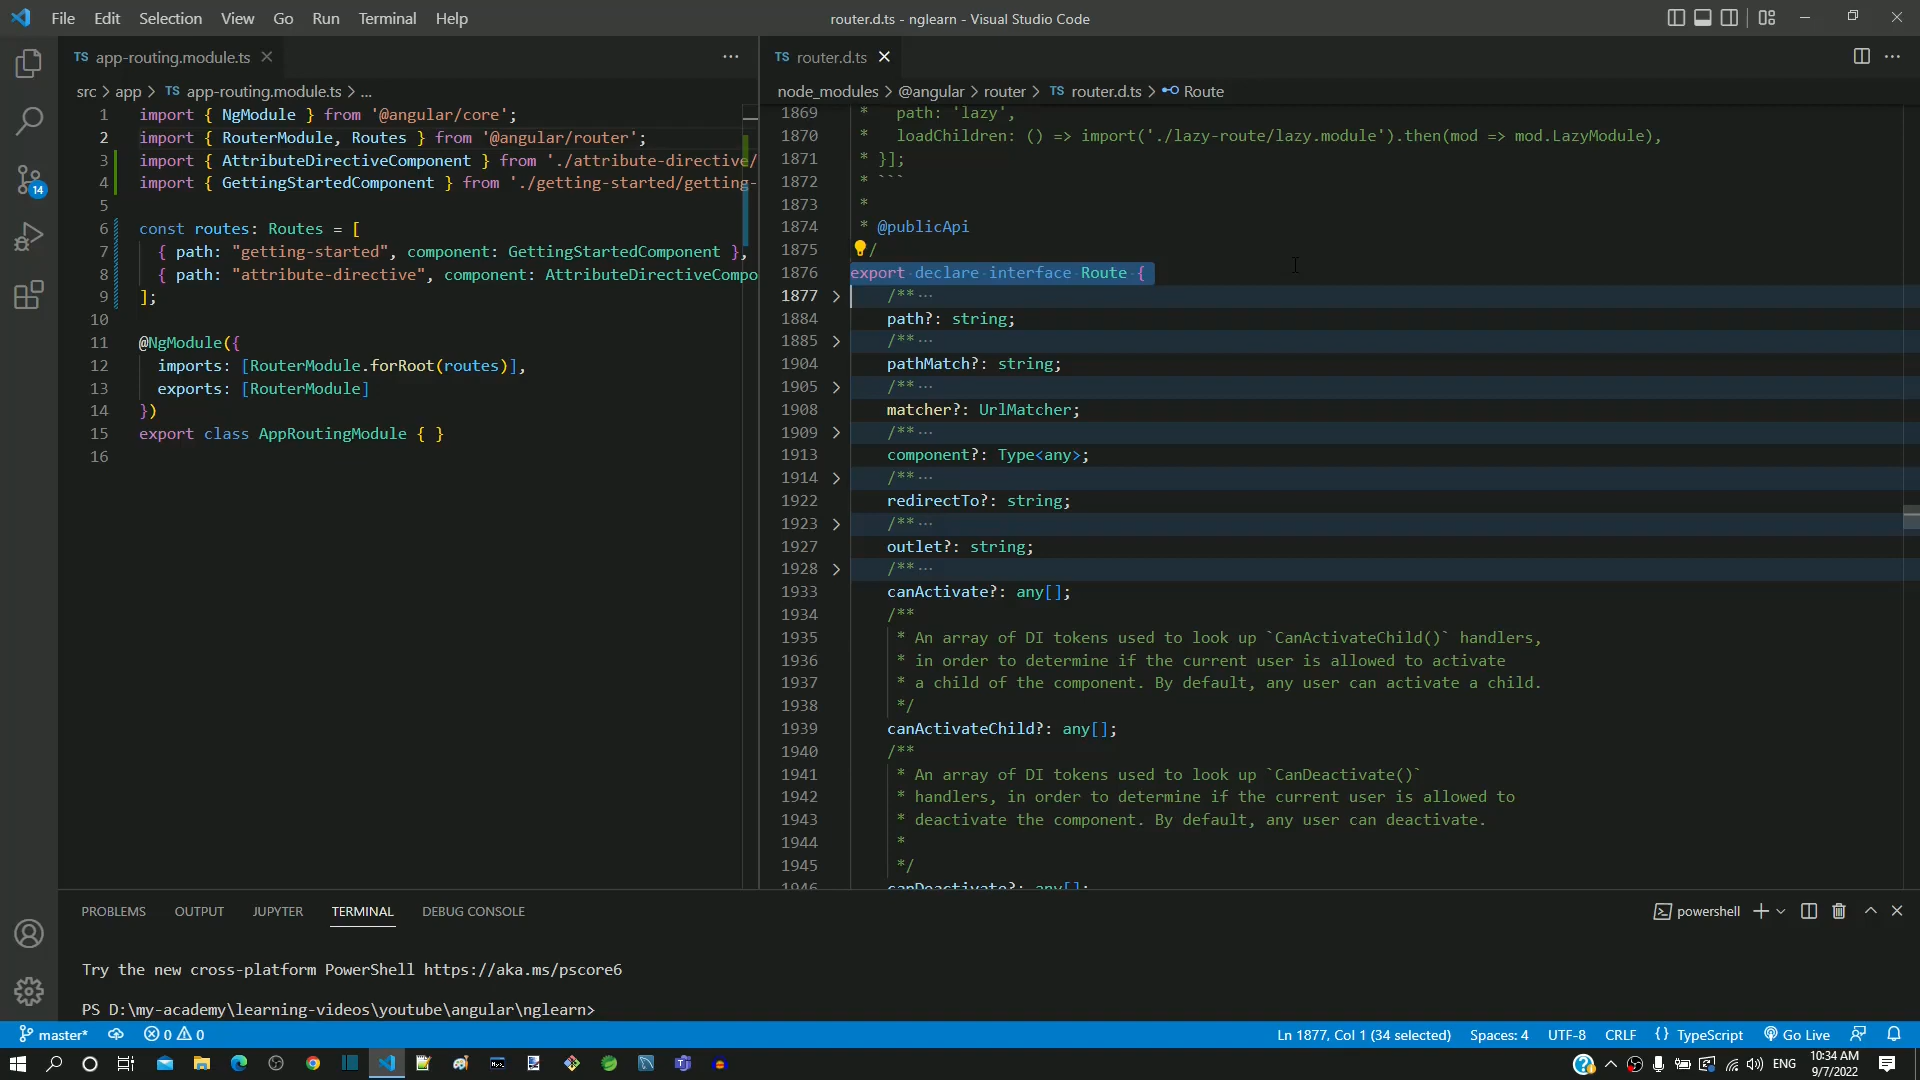 File Edit Selection View Go Run Terminal Help
router.d.ts - nglearn - Visual Studio Code
TS app-routing.module.ts
src > app > TS app-routing.module.ts > ...
1 import { NgModule } from '@angular/core';
2 import { RouterModule, Routes } from '@angular/router';
3 import { AttributeDirectiveComponent } from './attribute-directive/
4 import { GettingStartedComponent } from './getting-started/getting-
5
6 const routes: Routes = [
7 { path: "getting-started", component: GettingStartedComponent },
8 { path: "attribute-directive", component: AttributeDirectiveCompo
9 ];
10
11 @NgModule({
12 imports: [RouterModule.forRoot(routes)],
13 exports: [RouterModule]
14 })
15 export class AppRoutingModule { }
16
TS router.d.ts
node_modules > @angular > router > TS router.d.ts > Route
1869 * path: 'lazy',
1870 * loadChildren: () => import('./lazy-route/lazy.module').then(mod => mod.LazyModule),
1871 * }];
1872 * ```
1873 *
1874 * @publicApi
1875 /
1876 export declare interface Route {
1877 /** ...
1884 path?: string;
1885 /** ...
1904 pathMatch?: string;
1905 /** ...
1908 matcher?: UrlMatcher;
1909 /** ...
1913 component?: Type<any>;
1914 /** ...
1922 redirectTo?: string;
1923 /** ...
1927 outlet?: string;
1928 /** ...
1933 canActivate?: any[];
1934 /**
1935 * An array of DI tokens used to look up `CanActivateChild()` handlers,
1936 * in order to determine if the current user is allowed to activate
1937 * a child of the component. By default, any user can activate a child.
1938 */
1939 canActivateChild?: any[];
1940 /**
1941 * An array of DI tokens used to look up `CanDeactivate()`
1942 * handlers, in order to determine if the current user is allowed to
1943 * deactivate the component. By default, any user can deactivate.
1944 *
1945 */
1946 canDeactivate?: any[];
PROBLEMS OUTPUT JUPYTER TERMINAL DEBUG CONSOLE
powershell
Try the new cross-platform PowerShell https://aka.ms/pscore6
PS D:\my-academy\learning-videos\youtube\angular\nglearn>
14
master* 0 0
Ln 1877, Col 1 (34 selected) Spaces: 4 UTF-8 CRLF {} TypeScript Go Live
ENG 10:34 AM
9/7/2022